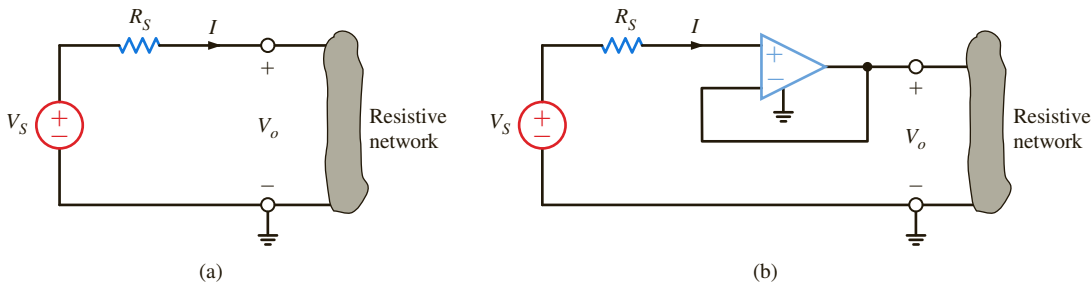 R_S
I
+
V_S
+
−
V_o
−
Resistive
network
(a)
R_S
I
+
−
V_S
+
−
+
V_o
−
Resistive
network
(b)